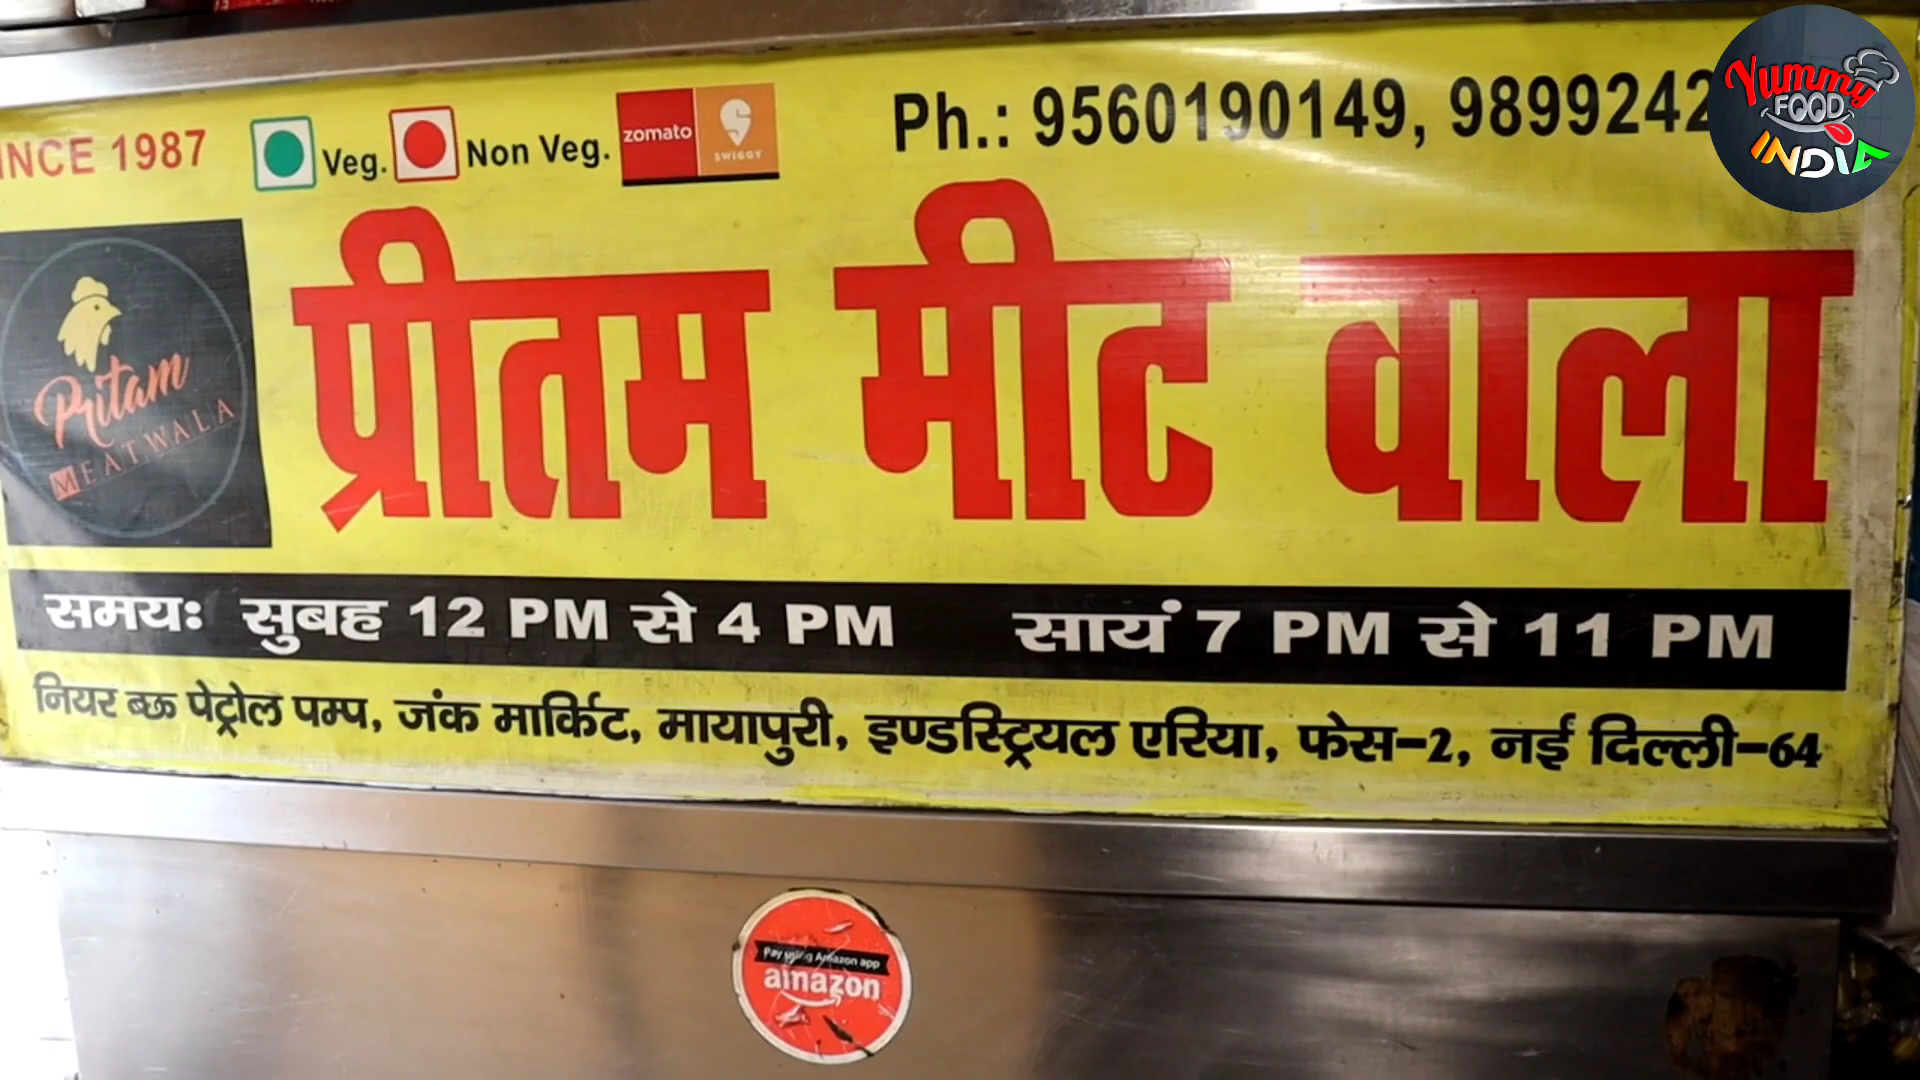 INCE 1987
Veg. Non Veg. zomato SWIGGY
Ph.: 9560190149, 9899242
Yummy FOOD INDIA
Pritam
MEATWALA
प्रीतम मीट वाला
समयः सुबह 12 PM से 4 PM सायं 7 PM से 11 PM
नियर ब्छ पेट्रोल पम्प, जंक मार्किट, मायापुरी, इण्डस्ट्रियल एरिया, फेस-2, नई दिल्ली-64
Pay using Amazon app
amazon